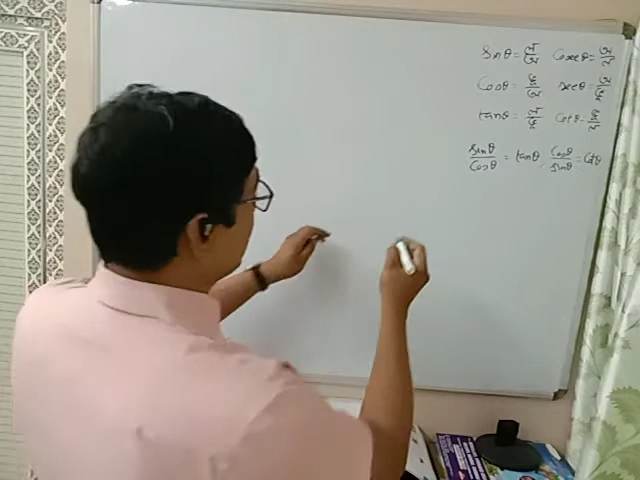 sinθ = ল/অ cosecθ = অ/ল
cosθ = ভূ/অ secθ = অ/ভূ
tanθ = ল/ভূ cotθ = ভূ/ল
sinθ/cosθ = tanθ. cosθ/sinθ = cotθ